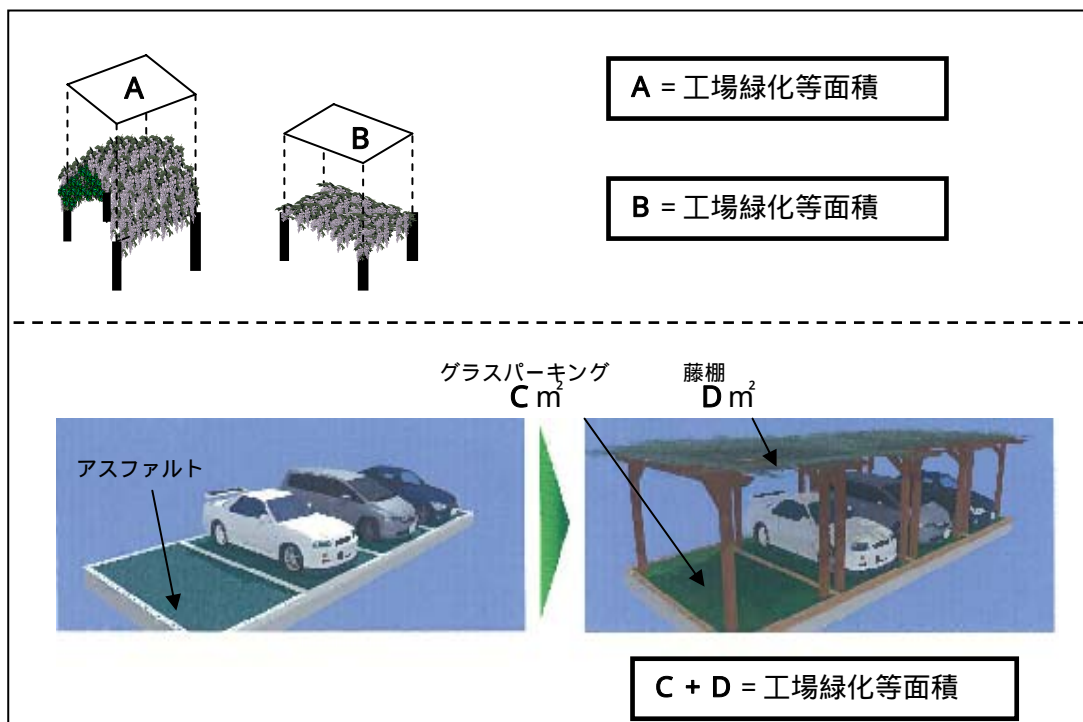 A
B
A = 工場緑化等面積
B = 工場緑化等面積
グラスパーキング
C ㎡
藤棚
D ㎡
アスファルト
C + D = 工場緑化等面積